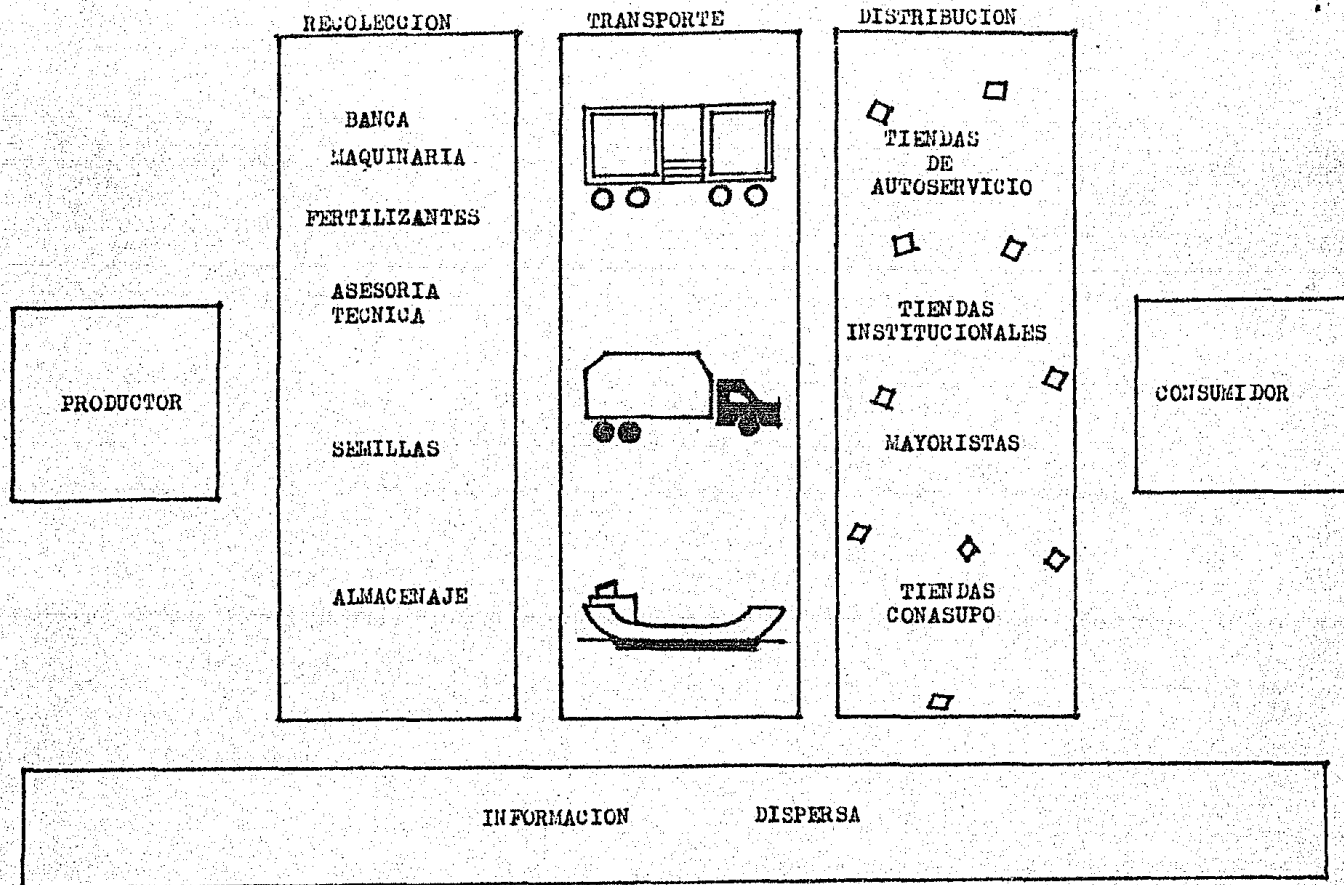 RECOLECCION
TRANSPORTE
DISTRIBUCION
BANCA
MAQUINARIA
FERTILIZANTES
ASESORIA
TECNICA
SEMILLAS
ALMACENAJE
TIENDAS
DE
AUTOSERVICIO
TIENDAS
INSTITUCIONALES
MAYORISTAS
TIENDAS
CONASUPO
PRODUCTOR
CONSUMIDOR
INFORMACION DISPERSA